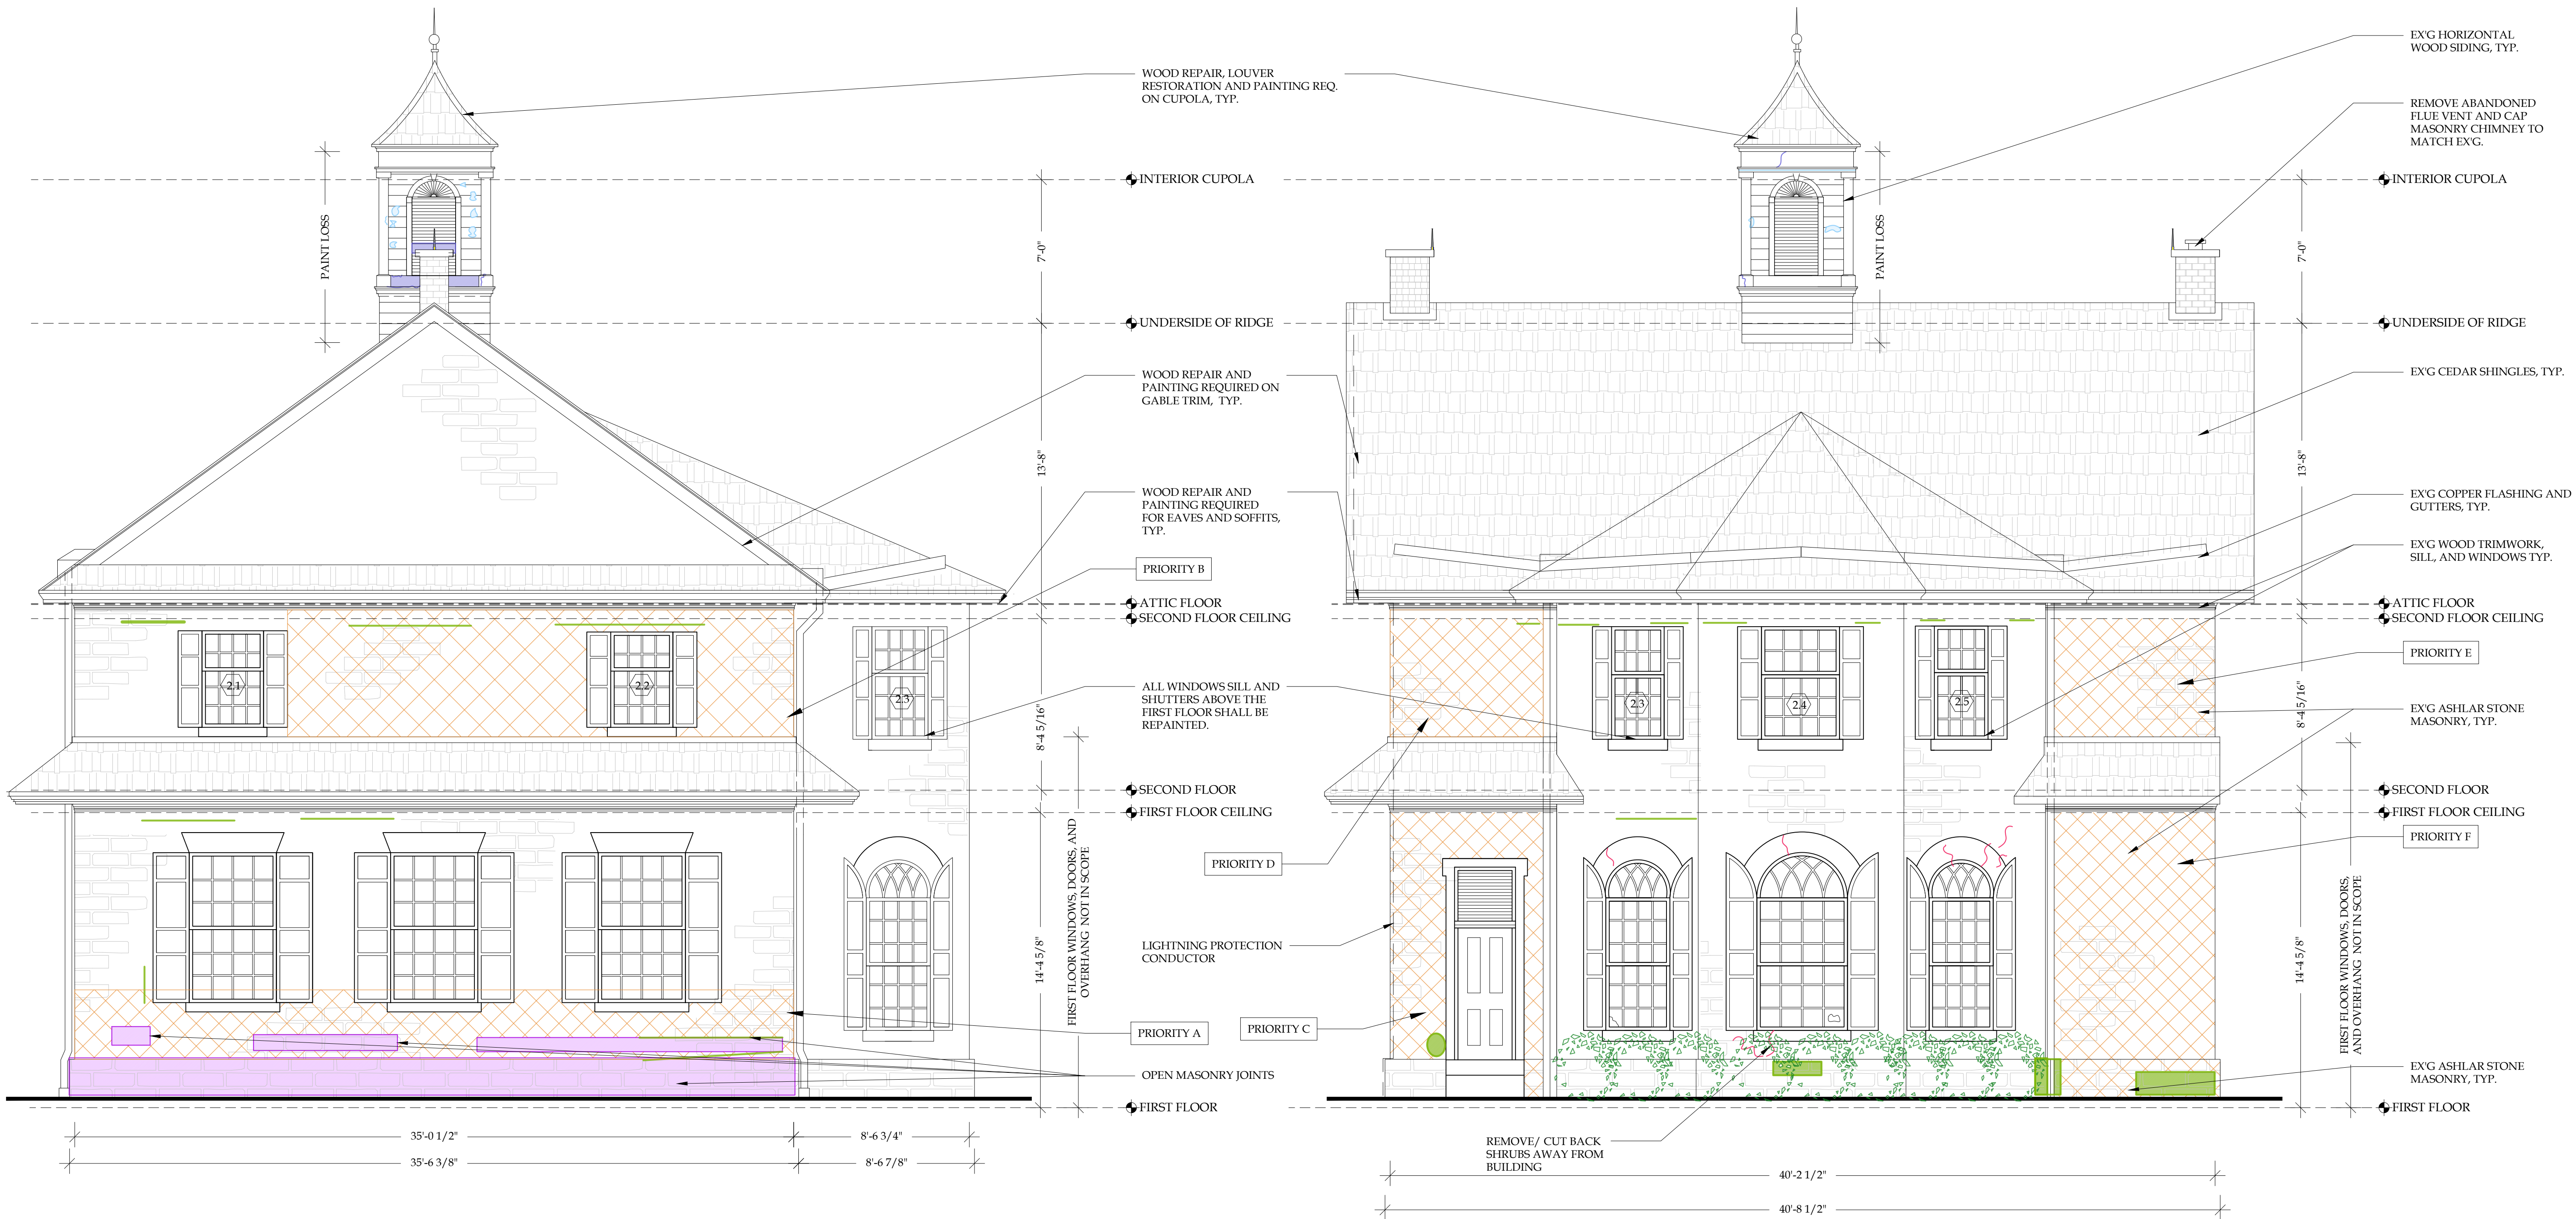 WOOD REPAIR, LOUVER
RESTORATION AND PAINTING REQ.
ON CUPOLA, TYP.
EX'G HORIZONTAL
WOOD SIDING, TYP.
REMOVE ABANDONED
FLUE VENT AND CAP
MASONRY CHIMNEY TO
MATCH EX'G.
INTERIOR CUPOLA
INTERIOR CUPOLA
PAINT LOSS
7'-0"
PAINT LOSS
7'-0"
UNDERSIDE OF RIDGE
UNDERSIDE OF RIDGE
WOOD REPAIR AND
PAINTING REQUIRED ON
GABLE TRIM, TYP.
EX'G CEDAR SHINGLES, TYP.
13'-8"
13'-8"
WOOD REPAIR AND
PAINTING REQUIRED
FOR EAVES AND SOFFITS,
TYP.
EX'G COPPER FLASHING AND
GUTTERS, TYP.
EX'G WOOD TRIMWORK,
SILL, AND WINDOWS TYP.
PRIORITY B
ATTIC FLOOR
SECOND FLOOR CEILING
ATTIC FLOOR
SECOND FLOOR CEILING
PRIORITY E
2.1
2.2
2.3
ALL WINDOWS SILL AND
SHUTTERS ABOVE THE
FIRST FLOOR SHALL BE
REPAINTED.
2.3
2.4
2.5
8'-4 5/16"
8'-4 5/16"
EX'G ASHLAR STONE
MASONRY, TYP.
SECOND FLOOR
FIRST FLOOR CEILING
SECOND FLOOR
FIRST FLOOR CEILING
PRIORITY F
PRIORITY D
FIRST FLOOR WINDOWS, DOORS, AND
OVERHANG NOT IN SCOPE
14'-4 5/8"
LIGHTNING PROTECTION
CONDUCTOR
14'-4 5/8"
FIRST FLOOR WINDOWS, DOORS,
AND OVERHANG NOT IN SCOPE
PRIORITY A
PRIORITY C
OPEN MASONRY JOINTS
EX'G ASHLAR STONE
MASONRY, TYP.
FIRST FLOOR
FIRST FLOOR
35'-0 1/2"
8'-6 3/4"
35'-6 3/8"
8'-6 7/8"
REMOVE/ CUT BACK
SHRUBS AWAY FROM
BUILDING
40'-2 1/2"
40'-8 1/2"